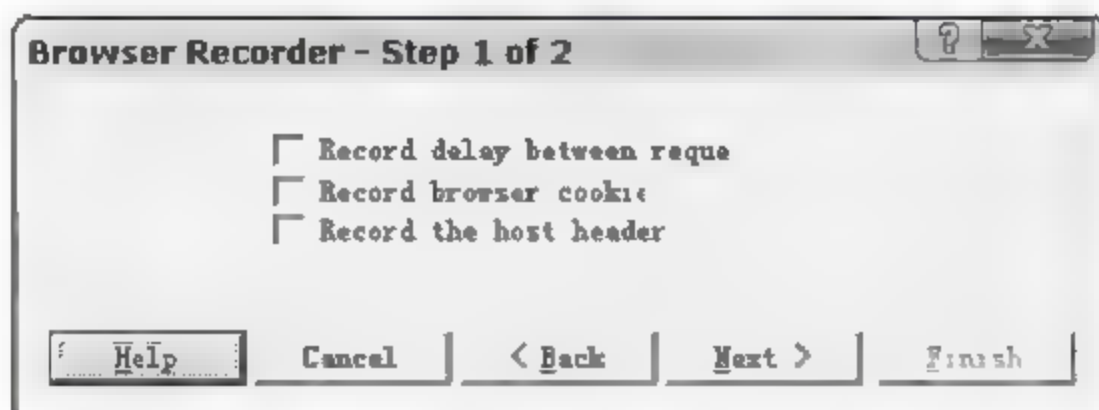 Browser Recorder - Step 1 of 2
? X
Record delay between reque
Record browser cookie
Record the host header
Help Cancel < Back Next > Finish